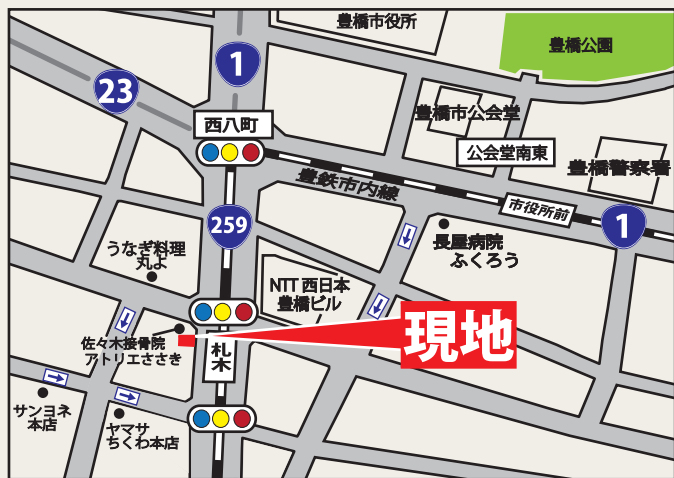 豊橋市役所
豊橋公園
1
23
豊橋市公会堂
西八町
公会堂南東
豊橋警察署
豊鉄市内線
市役所前
1
259
長屋病院
ふくろう
うなぎ料理
丸よ
NTT 西日本
豊橋ビル
現地
佐々木接骨院
アトリエささき
札木
サンヨネ
本店
ヤマサ
ちくわ本店